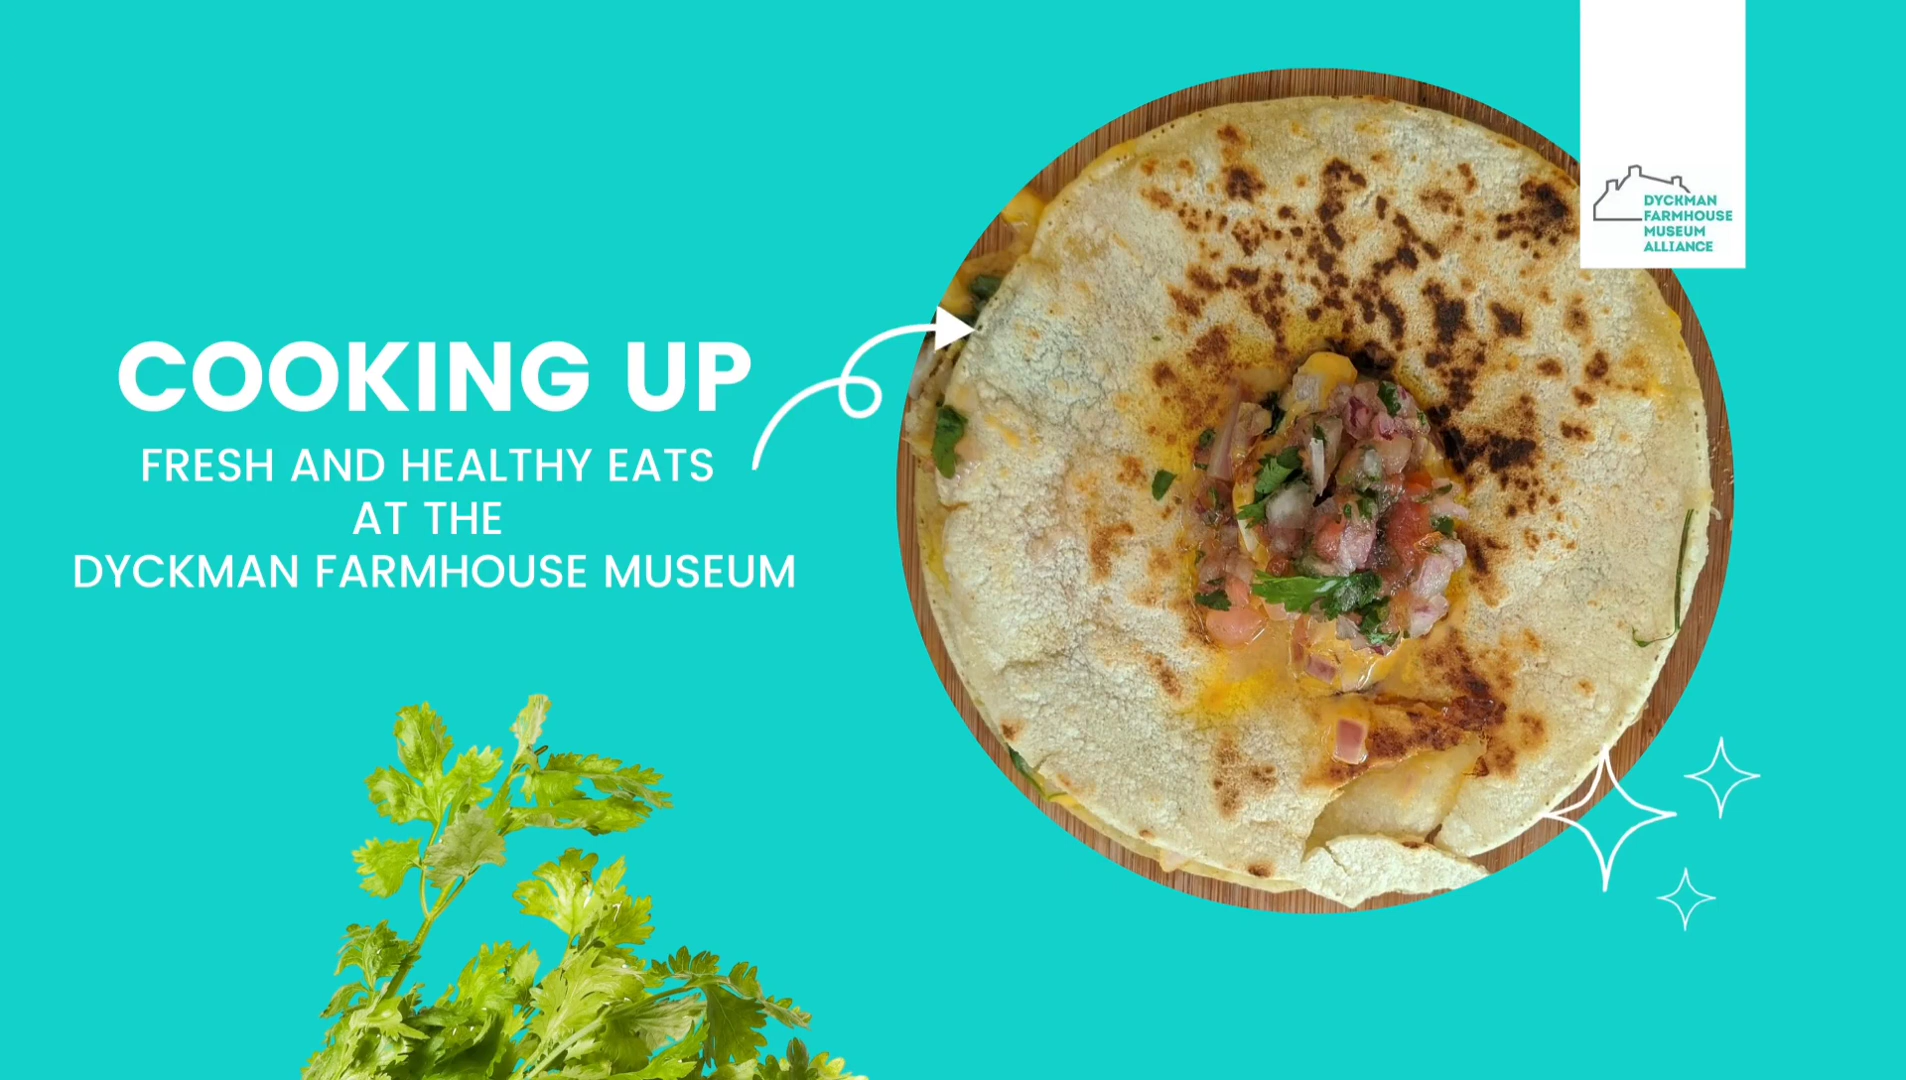 COOKING UP
FRESH AND HEALTHY EATS
AT THE
DYCKMAN FARMHOUSE MUSEUM
DYCKMAN
FARMHOUSE
MUSEUM
ALLIANCE